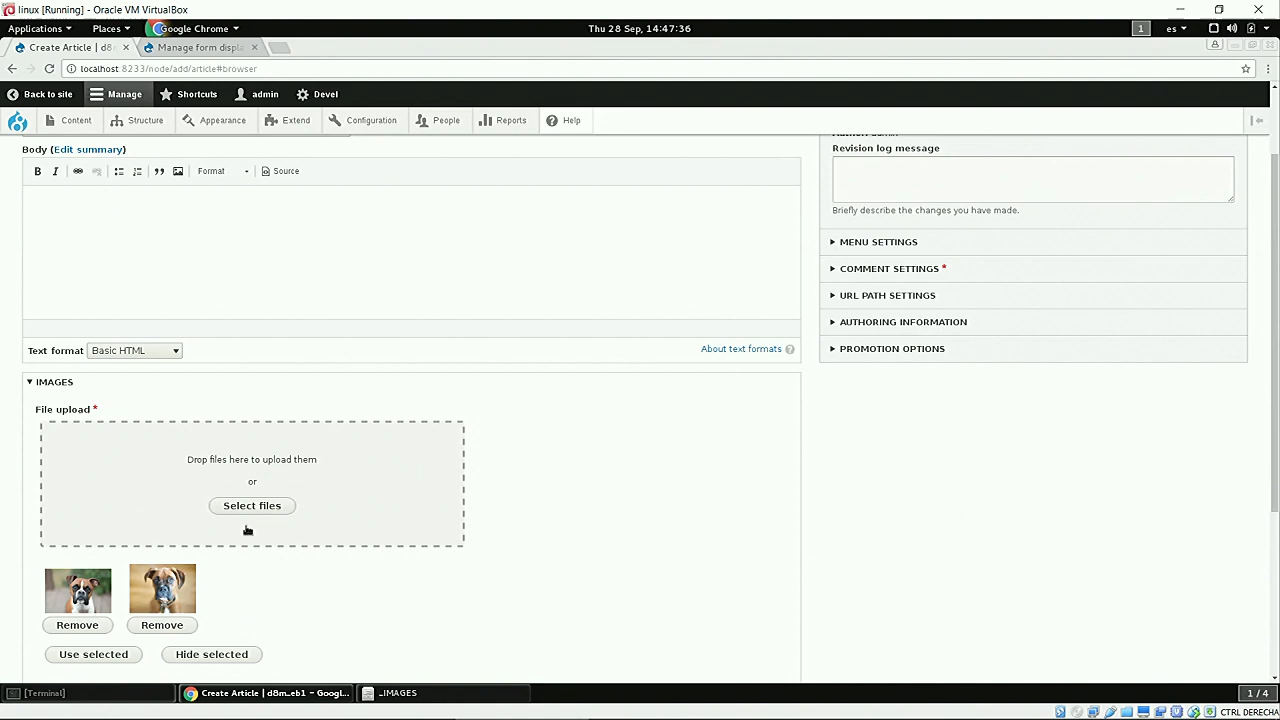 linux [Running] - Oracle VM VirtualBox
Applications Places Google Chrome Thu 28 Sep, 14:47:36 1 es
Create Article | d8 Manage form displ
localhost:8233/node/add/article#browser
Back to site Manage Shortcuts admin Devel
Content Structure Appearance Extend Configuration People Reports Help
Body (Edit summary)
Revision log message
B I Format Source
Briefly describe the changes you have made.
MENU SETTINGS
COMMENT SETTINGS *
URL PATH SETTINGS
AUTHORING INFORMATION
Text format Basic HTML About text formats ?
PROMOTION OPTIONS
IMAGES
File upload *
Drop files here to upload them
or
Select files
Remove Remove
Use selected Hide selected
[Terminal] Create Article | d8m_eb1 - Googl... _IMAGES 1 / 4
CTRL DERECHA